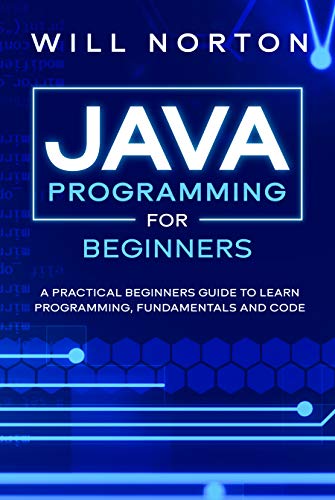 WILL NORTON
JAVA
PROGRAMMING
FOR
BEGINNERS
A PRACTICAL BEGINNERS GUIDE TO LEARN
PROGRAMMING, FUNDAMENTALS AND CODE